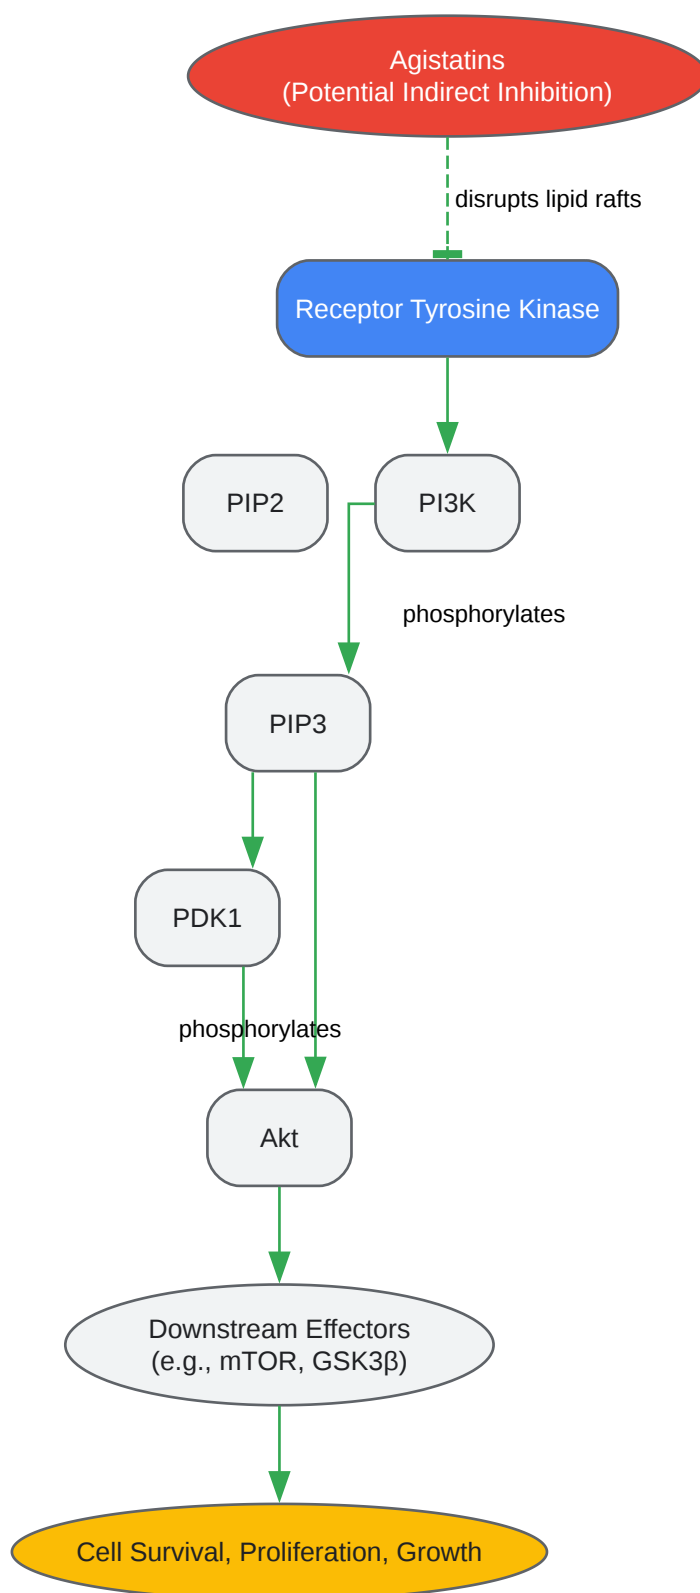 Agistatins
(Potential Indirect Inhibition)
disrupts lipid rafts
Receptor Tyrosine Kinase
PIP2
PI3K
phosphorylates
PIP3
PDK1
phosphorylates
Akt
Downstream Effectors
(e.g., mTOR, GSK3β)
Cell Survival, Proliferation, Growth